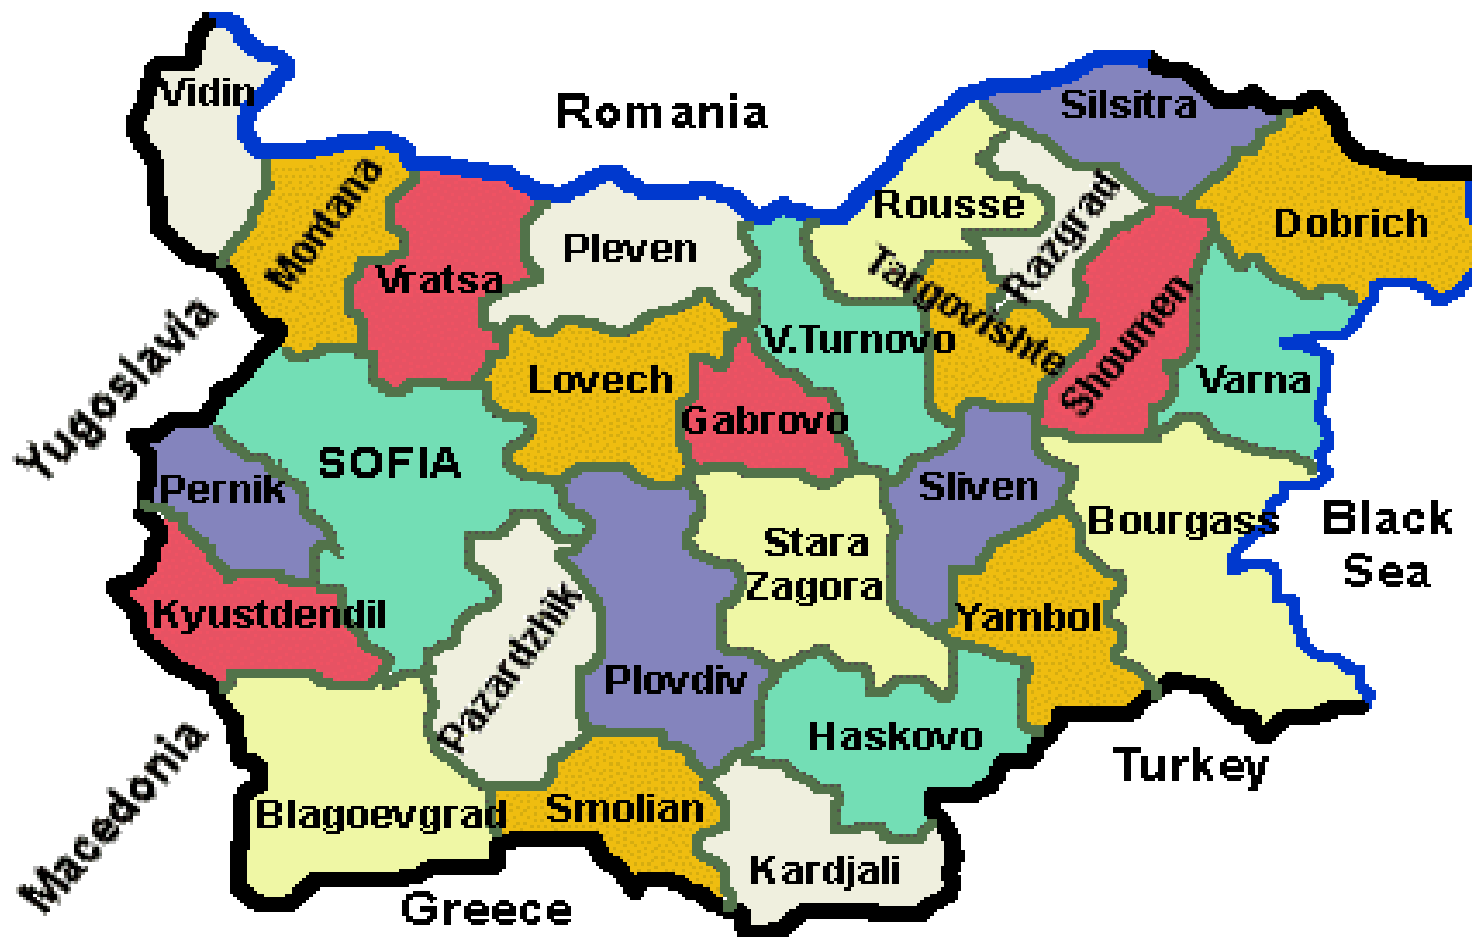 Vidin
Romania
Silsitra
Montana
Rousse
Razgrad
Dobrich
Pleven
Vratsa
Targovishte
Shoumen
Yugoslavia
V.Turnovo
Lovech
Varna
Gabrovo
SOFIA
Pernik
Sliven
Bourgass
Black
Sea
Stara
Zagora
Kyustdendil
Yambol
Pazardzhik
Plovdiv
Haskovo
Turkey
Macedonia
Blagoevgrad
Smolian
Kardjali
Greece